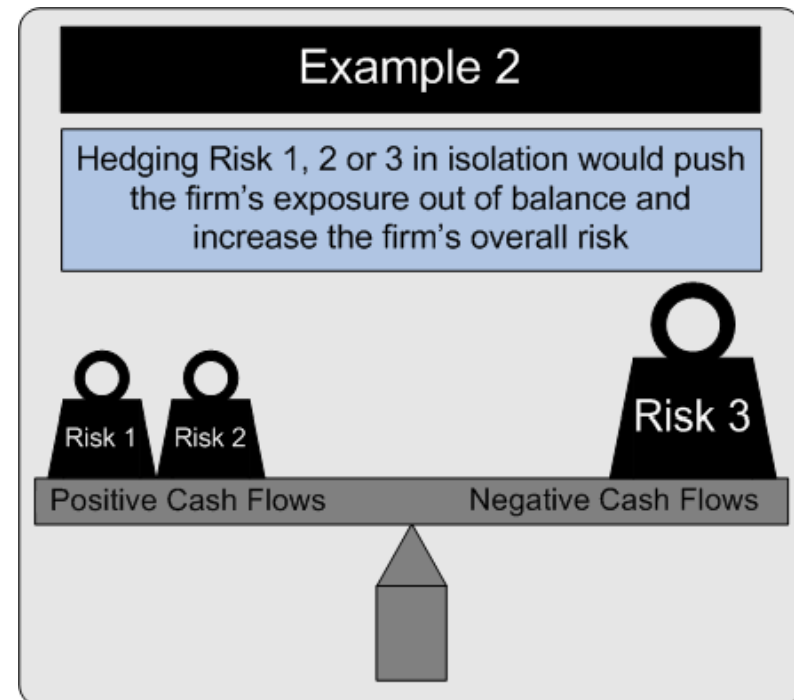 Example 2
Hedging Risk 1, 2 or 3 in isolation would push
the firm's exposure out of balance and
increase the firm's overall risk
Risk 1
Risk 2
Risk 3
Positive Cash Flows
Negative Cash Flows